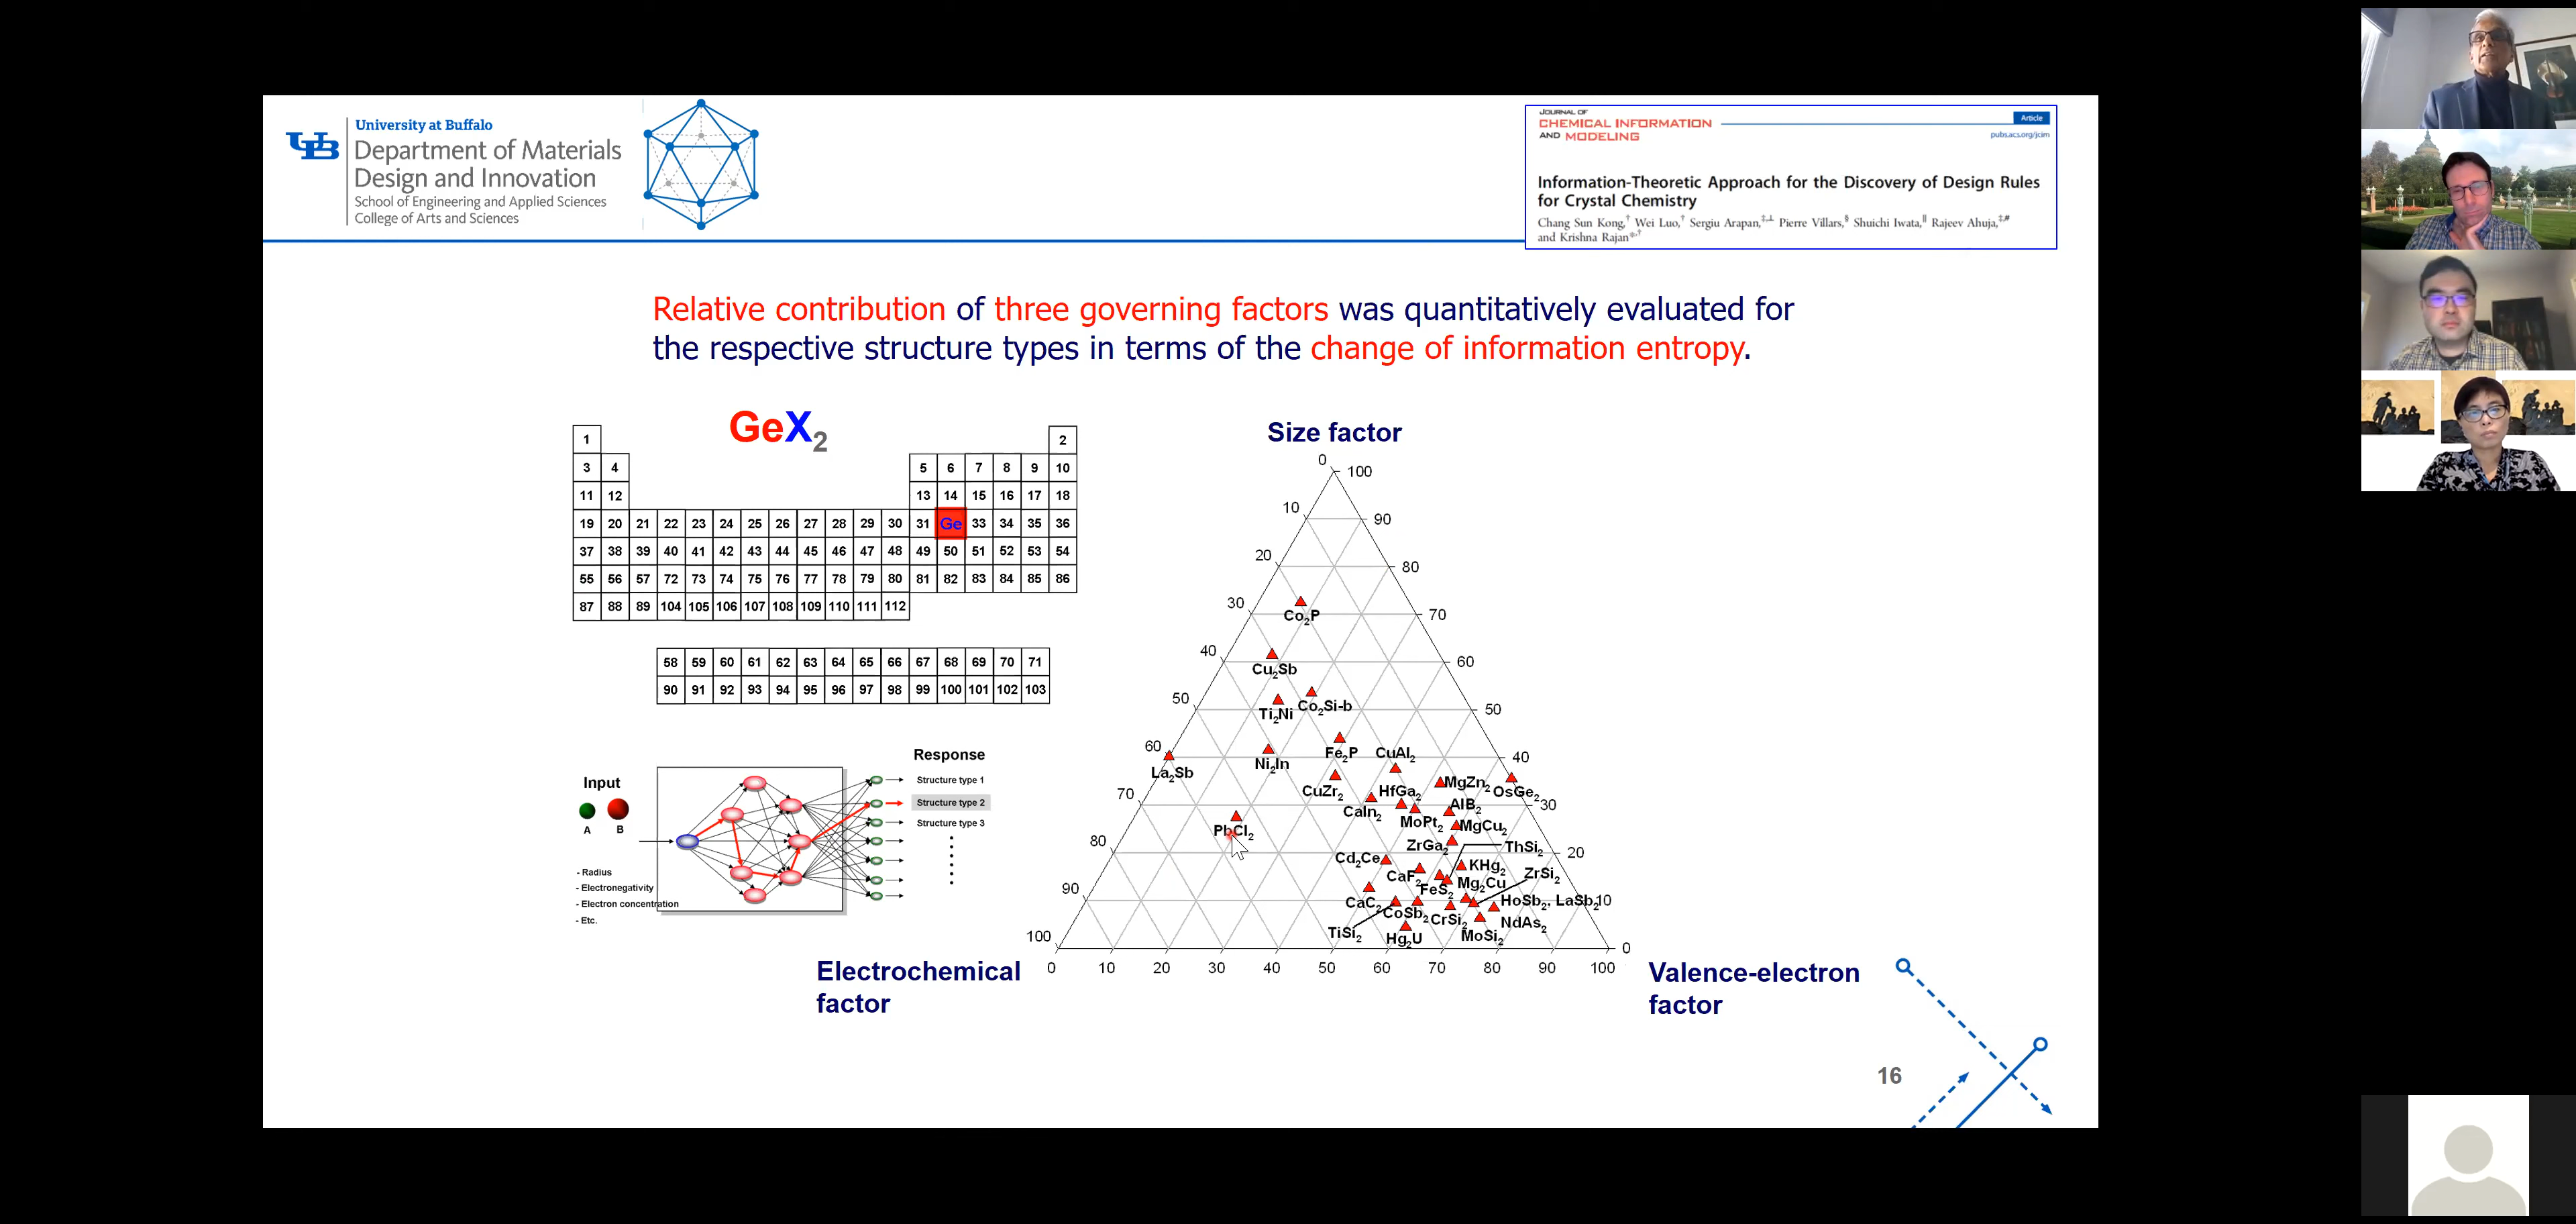 UB
University at Buffalo
Department of Materials
Design and Innovation
School of Engineering and Applied Sciences
College of Arts and Sciences
JOURNAL OF
CHEMICAL INFORMATION
AND MODELING
Article
pubs.acs.org/jcim
Information-Theoretic Approach for the Discovery of Design Rules
for Crystal Chemistry
Chang Sun Kong,† Wei Luo,† Sergiu Arapan,‡,⊥ Pierre Villars,§ Shuichi Iwata,∥ Rajeev Ahuja,‡,#
and Krishna Rajan*,†
Relative contribution of three governing factors was quantitatively evaluated for
the respective structure types in terms of the change of information entropy.
GeX₂
1 2
3 4 5 6 7 8 9 10
11 12 13 14 15 16 17 18
19 20 21 22 23 24 25 26 27 28 29 30 31 Ge 33 34 35 36
37 38 39 40 41 42 43 44 45 46 47 48 49 50 51 52 53 54
55 56 57 72 73 74 75 76 77 78 79 80 81 82 83 84 85 86
87 88 89 104 105 106 107 108 109 110 111 112
58 59 60 61 62 63 64 65 66 67 68 69 70 71
90 91 92 93 94 95 96 97 98 99 100 101 102 103
Input
A B
- Radius
- Electronegativity
- Electron concentration
- Etc.
Response
Structure type 1
Structure type 2
Structure type 3
Size factor
0 100
10 90
20 80
30 70
Co₂P
40 60
Cu₂Sb
50 50
Ti₂Ni Co₂Si-b
60 40
La₂Sb Ni₂In Fe₂P CuAl₂
70 30
CuZr₂ HfGa₂ MgZn₂ OsGe₂
CaIn₂ AlB₂
PbCl₂ MoPt₂ MgCu₂
80 20
ZrGa₂ ThSi₂
Cd₂Ce KHg₂
CaF₂ ZrSi₂
FeS₂ Mg₂Cu
90 10
CaC₂ HoSb₂, LaSb₂
CoSb₂ CrSi₂ NdAs₂
TiSi₂ Hg₂U MoSi₂
100 0
0 10 20 30 40 50 60 70 80 90 100
Electrochemical
factor
Valence-electron
factor
16